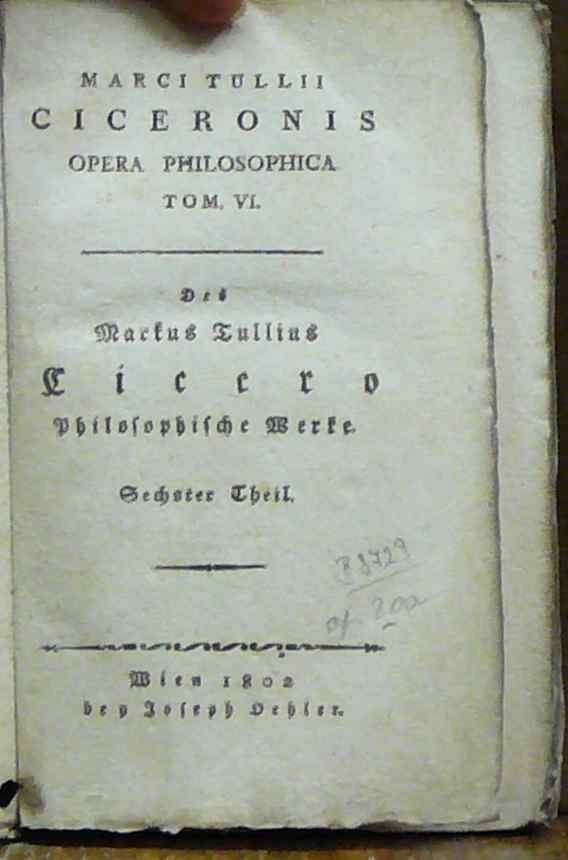 MARCI TULLII
CICERONIS
OPERA PHILOSOPHICA
TOM. VI.
Des
Markus Tullius
Cicero
Philosophische Werke.
Sechster Theil.
Wien 1802
bey Joseph Oehler.